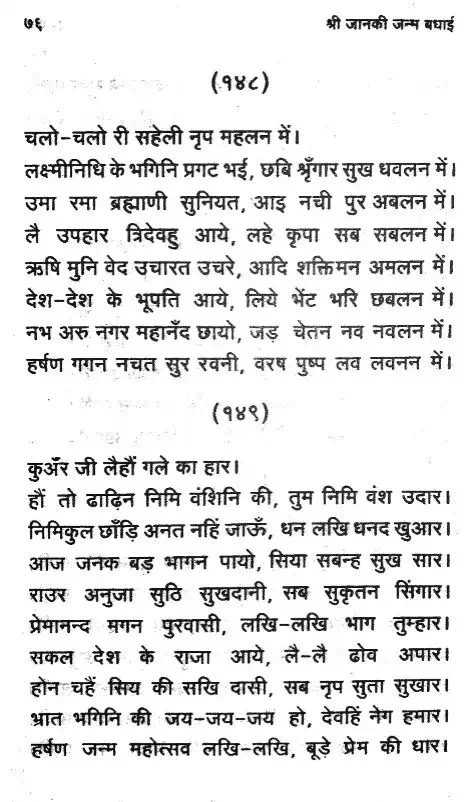 ७६ श्री जानकी जन्म बधाई
(१४८)
चलो-चलो री सहेली नृप महलन में।
लक्ष्मीनिधि के भगिनि प्रगट भई, छबि श्रृँगार सुख धवलन में।
उमा रमा ब्रह्माणी सुनियत, आइ नची पुर अबलन में।
लै उपहार त्रिदेवहु आये, लहे कृपा सब सबलन में।
ऋषि मुनि वेद उचारत उचरे, आदि शक्तिमन अमलन में।
देश-देश के भूपति आये, लिये भेंट भरि छबलन में।
नभ अरु नगर महानँद छायो, जड़ चेतन नव नवलन में।
हर्षण गगन नचत सुर रवनी, वरष पुष्प लव लवनन में।
(१४९)
कुअँर जी लैहौं गले का हार।
हौं तो ढाढ़िन निमि वंशिनि की, तुम निमि वंश उदार।
निमिकुल छाँड़ि अनत नहिं जाऊँ, धन लखि धनद खुआर।
आज जनक बड़ भागन पायो, सिया सबन्ह सुख सार।
राउर अनुजा सुठि सुखदानी, सब सुकृतन सिंगार।
प्रेमानन्द मगन पुरवासी, लखि-लखि भाग तुम्हार।
सकल देश के राजा आये, लै-लै ढोव अपार।
होन चहैं सिय की सखि दासी, सब नृप सुता सुखार।
भ्रात भगिनि की जय-जय-जय हो, देवहिं नेग हमार।
हर्षण जन्म महोत्सव लखि-लखि, बूड़े प्रेम की धार।